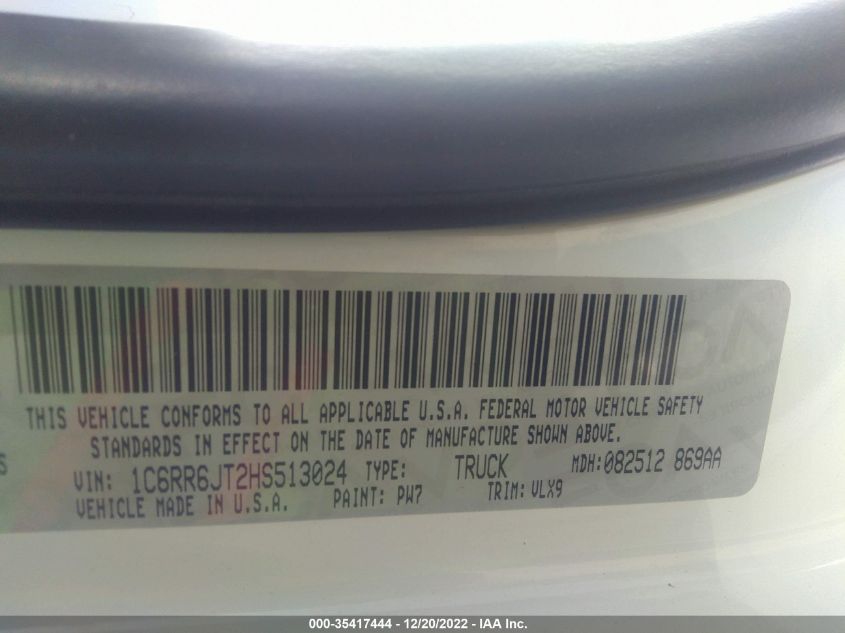 THIS VEHICLE CONFORMS TO ALL APPLICABLE U.S.A. FEDERAL MOTOR VEHICLE SAFETY
STANDARDS IN EFFECT ON THE DATE OF MANUFACTURE SHOWN ABOVE.
VIN: 1C6RR6JT2HS513024 TYPE: TRUCK MDH:082512 869AA
VEHICLE MADE IN U.S.A. PAINT: PW7 TRIM: VLX9
000-35417444 - 12/20/2022 - IAA Inc.